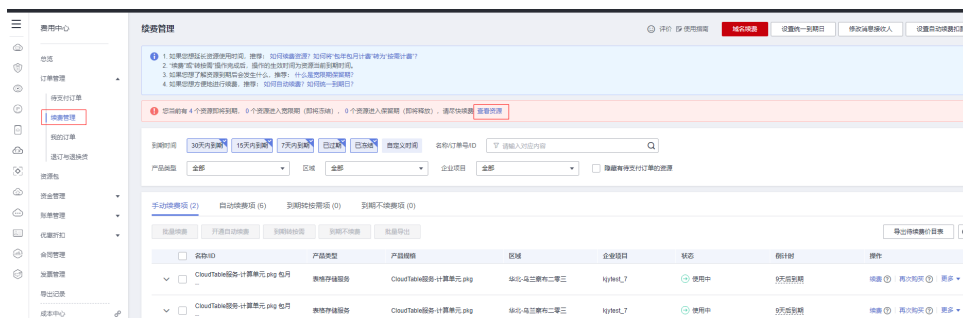 费用中心
总览
订单管理
待支付订单
续费管理
我的订单
退订与退换货
资源包
资金管理
账单管理
优惠折扣
合同管理
发票管理
导出记录
成本中心
续费管理
评价 使用指南 域名续费 设置统一到期日 修改消息接收人 设置自动续费扣款
1. 如果您想延长资源使用时间，推荐： 如何续费资源? 如何将"包年包月计费"转为"按需计费"?
2. "续费"或"转按需"操作完成后，操作的生效时间为资源当前到期时间。
3. 如果您想了解资源到期后会发生什么，推荐： 什么是宽限期保留期?
4. 如果您想方便地进行续费，推荐： 如何自动续费? 如何统一到期日?
您当前有 4 个资源即将到期， 0 个资源进入宽限期（即将冻结）， 0 个资源进入保留期（即将释放），请尽快续费 查看资源
到期时间 30天内到期 15天内到期 7天内到期 已过期 已冻结 自定义时间 名称/订单号/ID 请输入对应内容
产品类型 全部 区域 全部 企业项目 全部 隐藏有待支付订单的资源
手动续费项 (2) 自动续费项 (6) 到期转按需项 (0) 到期不续费项 (0)
批量续费 开通自动续费 到期转按需 到期不续费 批量导出 导出待续费价目表
名称/ID 产品类型 产品规格 区域 企业项目 状态 倒计时 操作
CloudTable服务-计算单元.pkg 包月 表格存储服务 CloudTable服务-计算单元.pkg 华北-乌兰察布二零三 kjytest_7 使用中 9天后到期 续费 再次购买 更多
--
CloudTable服务-计算单元.pkg 包月 表格存储服务 CloudTable服务-计算单元.pkg 华北-乌兰察布二零三 kjytest_7 使用中 9天后到期 续费 再次购买 更多